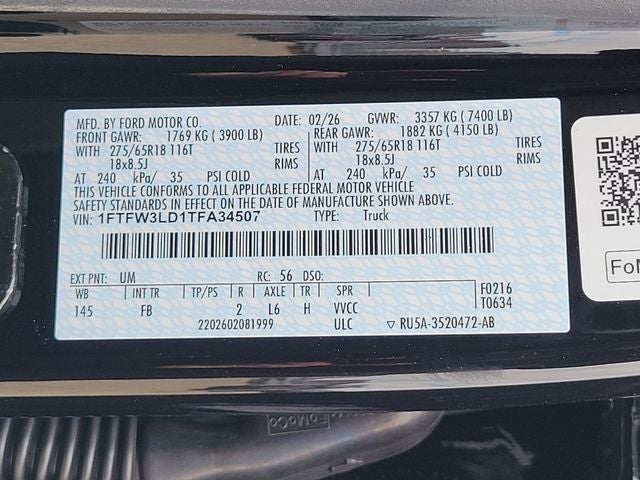 MFD. BY FORD MOTOR CO. DATE: 02/26 GVWR: 3357 KG ( 7400 LB)
FRONT GAWR: 1769 KG ( 3900 LB) REAR GAWR: 1882 KG ( 4150 LB)
WITH 275/65R18 116T TIRES WITH 275/65R18 116T TIRES
18x8.5J RIMS 18x8.5J RIMS
AT 240 kPa/ 35 PSI COLD AT 240 kPa/ 35 PSI COLD
THIS VEHICLE CONFORMS TO ALL APPLICABLE FEDERAL MOTOR VEHICLE
SAFETY STANDARDS IN EFFECT ON THE DATE OF MANUFACTURE SHOWN ABOVE.
VIN: 1FTFW3LD1TFA34507 TYPE: Truck
EXT PNT: UM RC: 56 DSO:
WB INT TR TP/PS R AXLE TR SPR F0216
145 FB 2 L6 H VVCC T0634
2202602081999 ULC ▽ RU5A-3520472-AB
FoM
FoMoCo